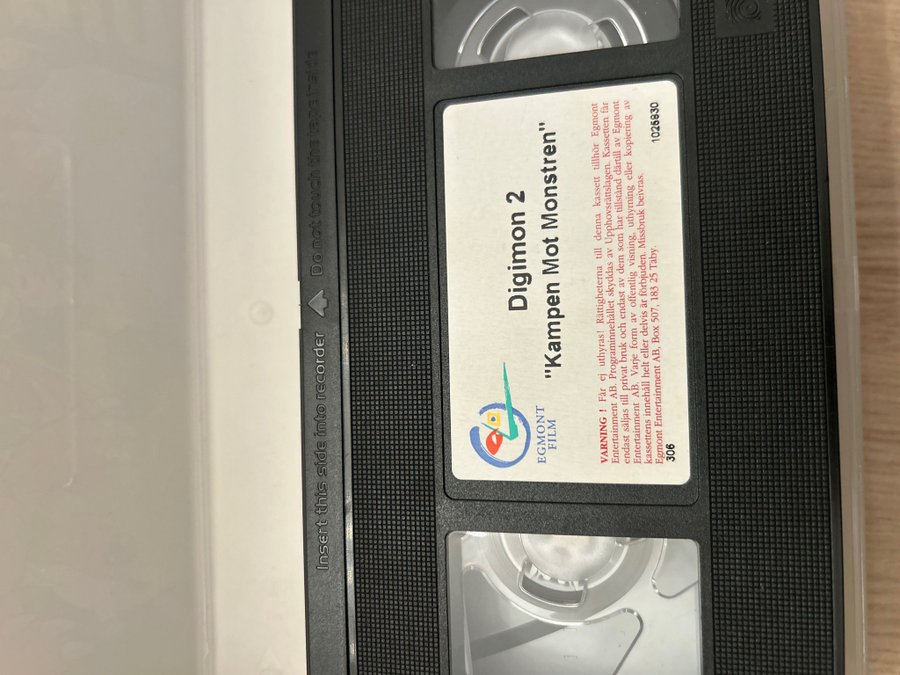 Insert this side into recorder
Do not touch the tape inside
EGMONT
FILM
Digimon 2
"Kampen Mot Monstren"
VARNING ! Får ej uthyras! Rättigheterna till denna kassett tillhör Egmont
Entertainment AB. Programinnehållet skyddas av Upphovsrättslagen. Kassetten får
endast säljas till privat bruk och endast av dem som har tillstånd därtill av Egmont
Entertainment AB. Varje form av offentlig visning, uthyrning eller kopiering av
kassettens innehåll helt eller delvis är förbjuden. Missbruk beivras.
Egmont Entertainment AB, Box 507, 183 25 Täby.
306
1025830